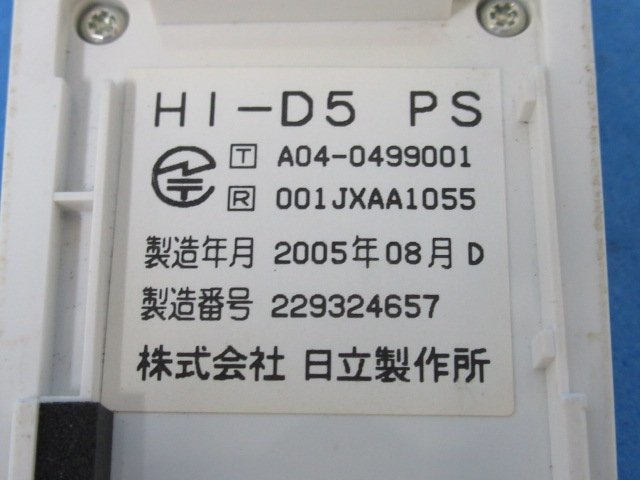 HI-D5 PS
T A04-0499001
R 001JXAA1055
製造年月 2005年08月 D
製造番号 229324657
株式会社 日立製作所